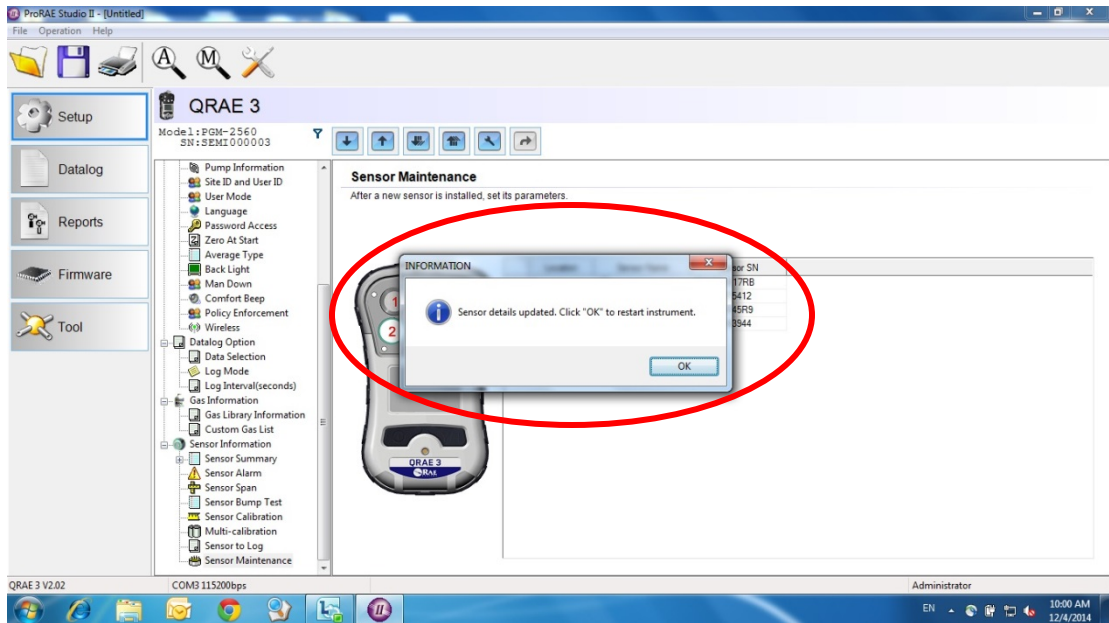 ProRAE Studio II - [Untitled]
File Operation Help
A M
QRAE 3
Model:PGM-2560
SN:SEMI000003
Setup
Datalog
Reports
Firmware
Tool
Pump Information
Site ID and User ID
User Mode
Language
Password Access
Zero At Start
Average Type
Back Light
Man Down
Comfort Beep
Policy Enforcement
Wireless
Datalog Option
Data Selection
Log Mode
Log Interval(seconds)
Gas Information
Gas Library Information
Custom Gas List
Sensor Information
Sensor Summary
Sensor Alarm
Sensor Span
Sensor Bump Test
Sensor Calibration
Multi-calibration
Sensor to Log
Sensor Maintenance
Sensor Maintenance
After a new sensor is installed, set its parameters.
INFORMATION
Sensor details updated. Click "OK" to restart instrument.
OK
sor SN
17RB
5412
45R9
3944
1
2
QRAE 3
RAE
QRAE 3 V2.02
COM3 115200bps
Administrator
II
EN
10:00 AM
12/4/2014